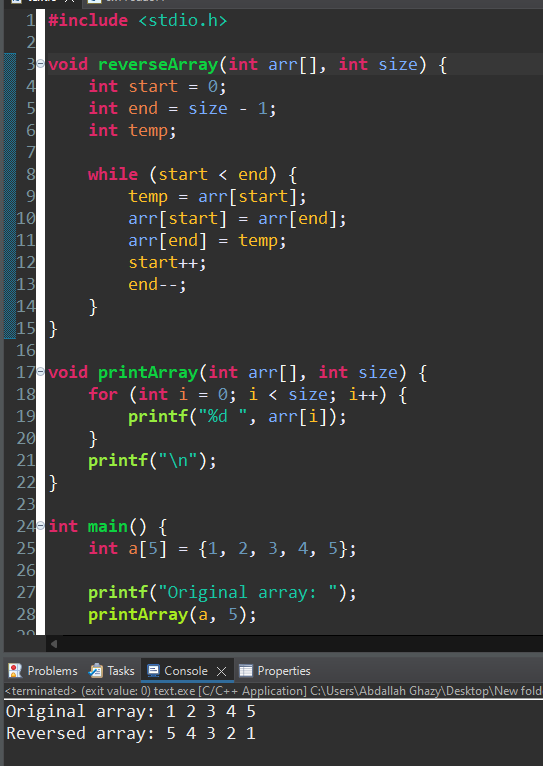 1 #include <stdio.h>
2
3 void reverseArray(int arr[], int size) {
4     int start = 0;
5     int end = size - 1;
6     int temp;
7
8     while (start < end) {
9         temp = arr[start];
10         arr[start] = arr[end];
11         arr[end] = temp;
12         start++;
13         end--;
14     }
15 }
16
17 void printArray(int arr[], int size) {
18     for (int i = 0; i < size; i++) {
19         printf("%d ", arr[i]);
20     }
21     printf("\n");
22 }
23
24 int main() {
25     int a[5] = {1, 2, 3, 4, 5};
26
27     printf("Original array: ");
28     printArray(a, 5);
Problems Tasks Console Properties
<terminated> (exit value: 0) text.exe [C/C++ Application] C:\Users\Abdallah Ghazy\Desktop\New fold
Original array: 1 2 3 4 5
Reversed array: 5 4 3 2 1